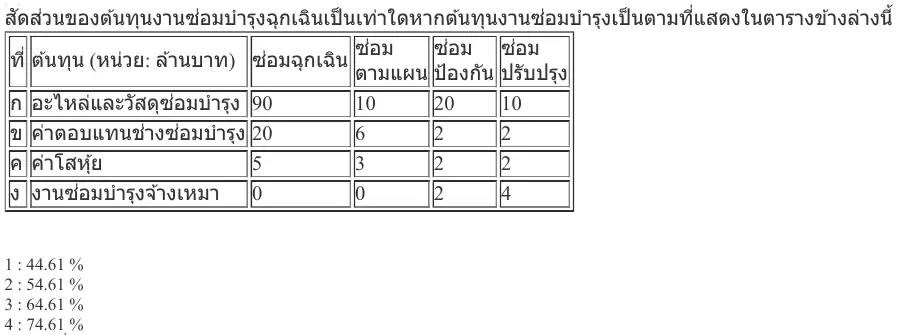 สัดส่วนของต้นทุนงานซ่อมบำรุงฉุกเฉินเป็นเท่าใดหากต้นทุนงานซ่อมบำรุงเป็นตามที่แสดงในตารางข้างล่างนี้
ที่ ต้นทุน (หน่วย: ล้านบาท) ซ่อมฉุกเฉิน ซ่อมตามแผน ซ่อมป้องกัน ซ่อมปรับปรุง
ก อะไหล่และวัสดุซ่อมบำรุง 90 10 20 10
ข ค่าตอบแทนช่างซ่อมบำรุง 20 6 2 2
ค ค่าโสหุ้ย 5 3 2 2
ง งานซ่อมบำรุงจ้างเหมา 0 0 2 4
1 : 44.61 %
2 : 54.61 %
3 : 64.61 %
4 : 74.61 %